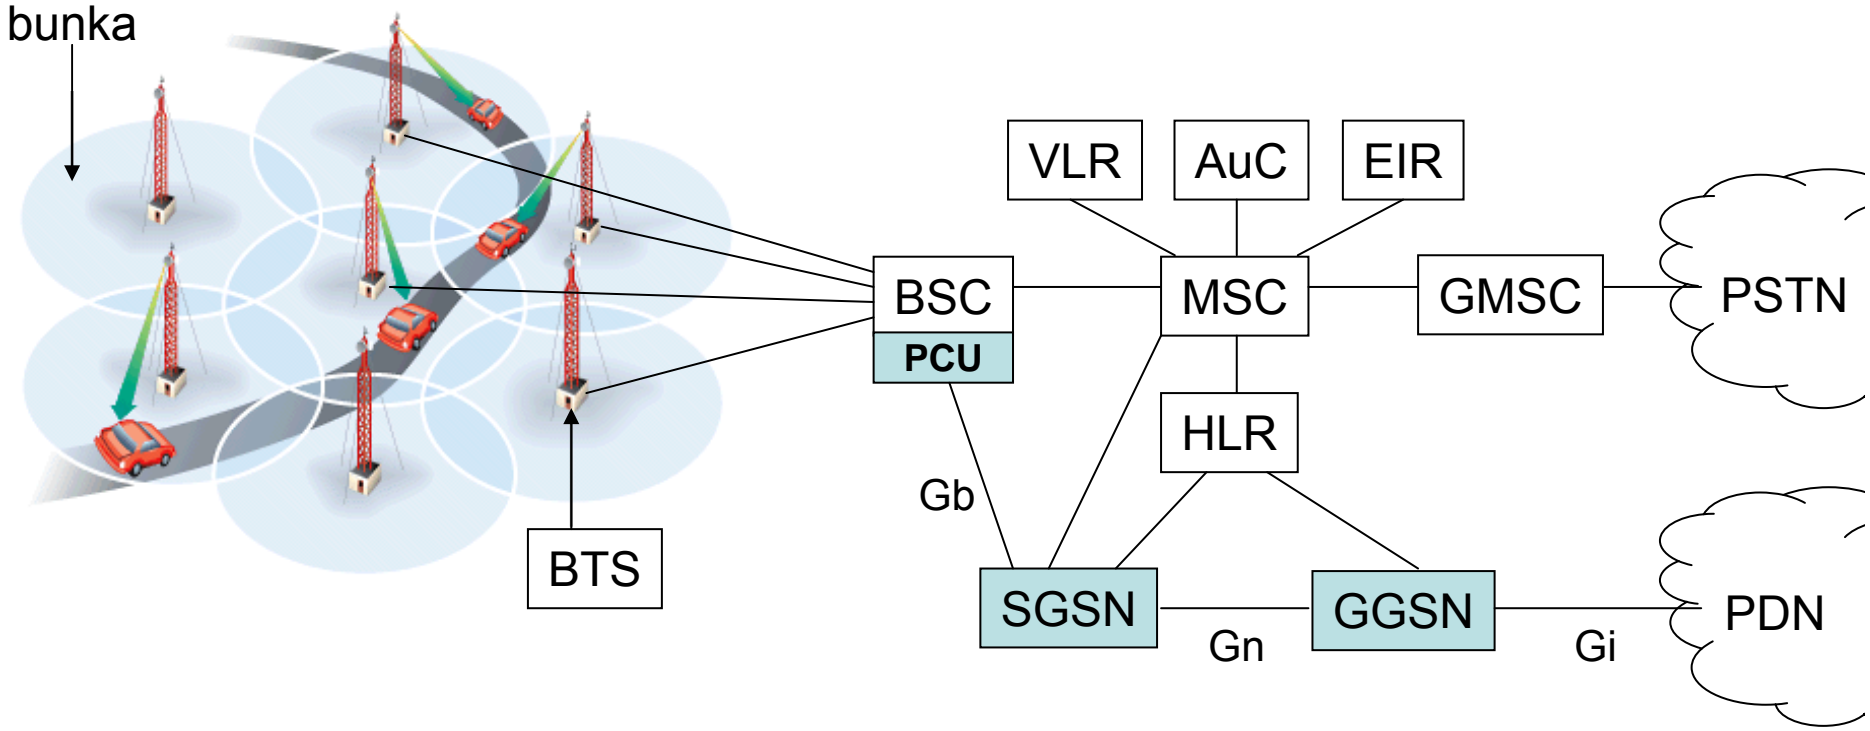 bunka
VLR
AuC
EIR
BSC
MSC
GMSC
PSTN
PCU
HLR
Gb
BTS
SGSN
GGSN
PDN
Gn
Gi